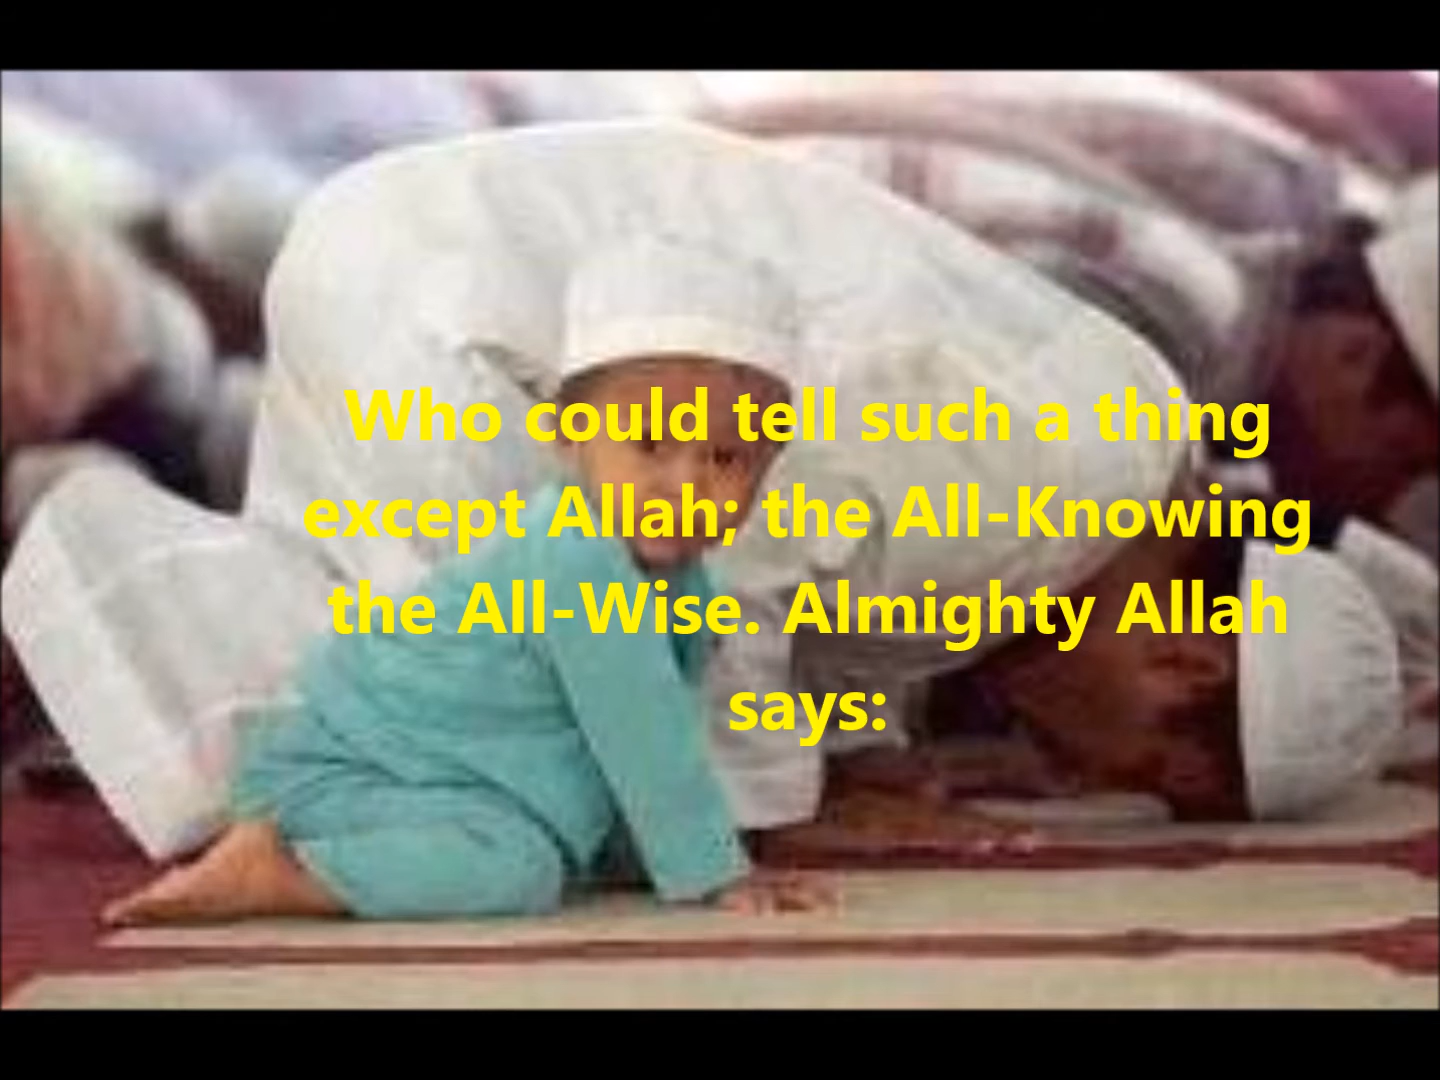 Who could tell such a thing
except Allah; the All-Knowing
the All-Wise. Almighty Allah
says: